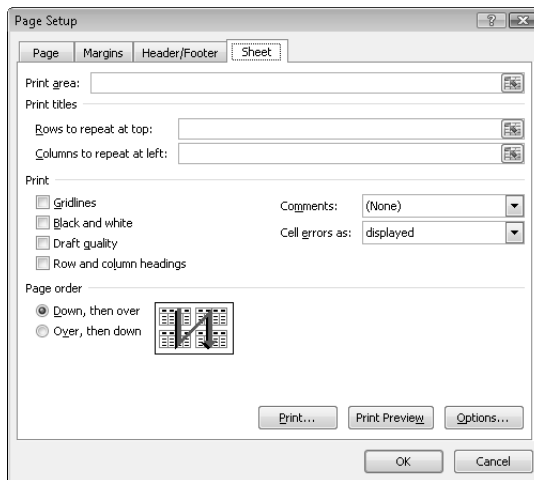 Page Setup
Page Margins Header/Footer Sheet
Print area:
Print titles
Rows to repeat at top:
Columns to repeat at left:
Print
Gridlines
Comments: (None)
Black and white
Cell errors as: displayed
Draft quality
Row and column headings
Page order
Down, then over
Over, then down
Print... Print Preview Options...
OK Cancel